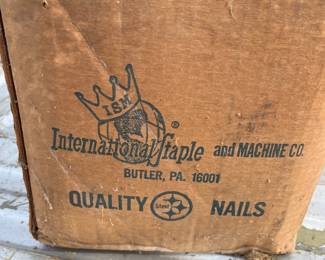 ISM
International Staple and MACHINE CO.
BUTLER, PA. 16001
QUALITY Steel NAILS